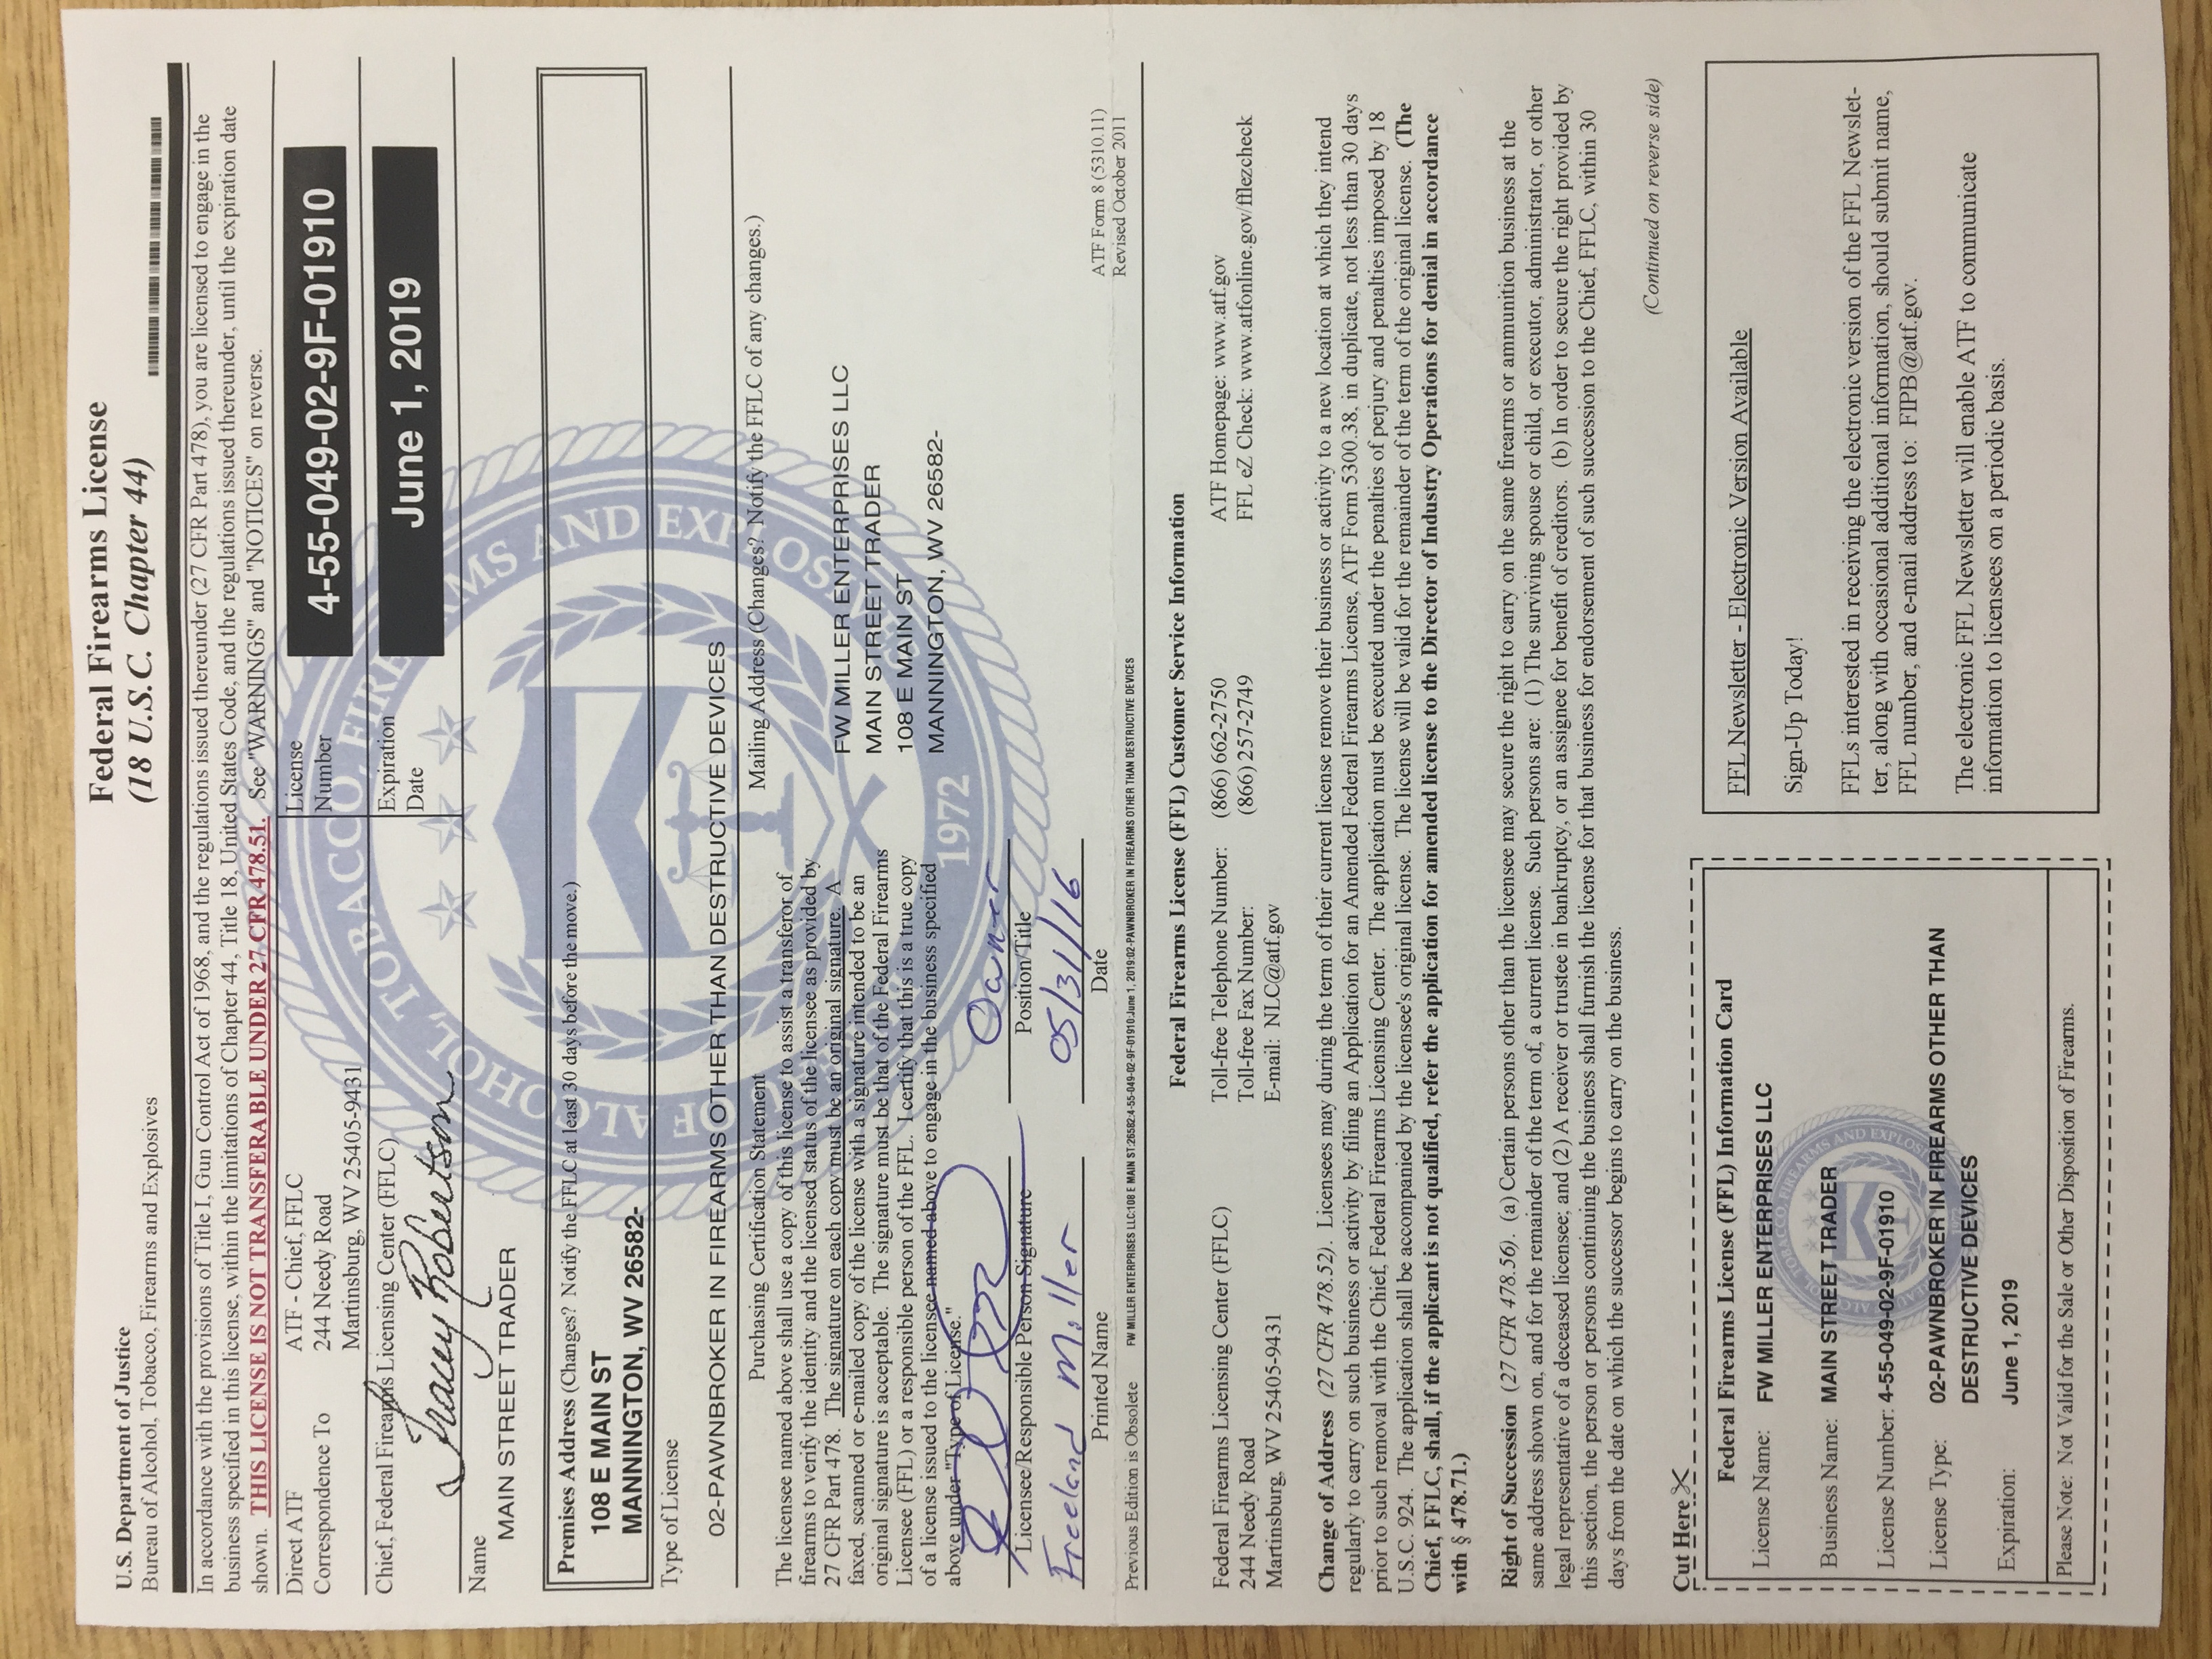 U.S. Department of Justice
Bureau of Alcohol, Tobacco, Firearms and Explosives
Federal Firearms License
(18 U.S.C. Chapter 44)
In accordance with the provisions of Title I, Gun Control Act of 1968, and the regulations issued thereunder (27 CFR Part 478), you are licensed to engage in the
business specified in this license, within the limitations of Chapter 44, Title 18, United States Code, and the regulations issued thereunder, until the expiration date
shown. THIS LICENSE IS NOT TRANSFERABLE UNDER 27 CFR 478.51. See "WARNINGS" and "NOTICES" on reverse.
Direct ATF
Correspondence To
ATF - Chief, FFLC
244 Needy Road
Martinsburg, WV 25405-9431
License
Number
4-55-049-02-9F-01910
Chief, Federal Firearms Licensing Center (FFLC)
Tracey Robertson
Expiration
Date
June 1, 2019
Name
MAIN STREET TRADER
Premises Address (Changes? Notify the FFLC at least 30 days before the move.)
108 E MAIN ST
MANNINGTON, WV 26582-
Type of License
02-PAWNBROKER IN FIREARMS OTHER THAN DESTRUCTIVE DEVICES
Purchasing Certification Statement
The licensee named above shall use a copy of this license to assist a transferor of
firearms to verify the identity and the licensed status of the licensee as provided by
27 CFR Part 478. The signature on each copy must be an original signature. A
faxed, scanned or e-mailed copy of the license with a signature intended to be an
original signature is acceptable. The signature must be that of the Federal Firearms
Licensee (FFL) or a responsible person of the FFL. I certify that this is a true copy
of a license issued to the licensee named above to engage in the business specified
above under "Type of License."
Mailing Address (Changes? Notify the FFLC of any changes.)
FW MILLER ENTERPRISES LLC
MAIN STREET TRADER
108 E MAIN ST
MANNINGTON, WV 26582-
1972
Owner
Licensee/Responsible Person Signature
Position/Title
Freeland Miller
05/31/16
Printed Name
Date
ATF Form 8 (5310.11)
Revised October 2011
Previous Edition is Obsolete
FW MILLER ENTERPRISES LLC:108 E MAIN ST:26582:4-55-049-02-9F-01910:June 1, 2019:02-PAWNBROKER IN FIREARMS OTHER THAN DESTRUCTIVE DEVICES
Federal Firearms License (FFL) Customer Service Information
Federal Firearms Licensing Center (FFLC)
244 Needy Road
Martinsburg, WV 25405-9431
Toll-free Telephone Number: (866) 662-2750
Toll-free Fax Number: (866) 257-2749
E-mail: NLC@atf.gov
ATF Homepage: www.atf.gov
FFL eZ Check: www.atfonline.gov/fflezcheck
Change of Address (27 CFR 478.52). Licensees may during the term of their current license remove their business or activity to a new location at which they intend
regularly to carry on such business or activity by filing an Application for an Amended Federal Firearms License, ATF Form 5300.38, in duplicate, not less than 30 days
prior to such removal with the Chief, Federal Firearms Licensing Center. The application must be executed under the penalties of perjury and penalties imposed by 18
U.S.C. 924. The application shall be accompanied by the licensee's original license. The license will be valid for the remainder of the term of the original license. (The
Chief, FFLC, shall, if the applicant is not qualified, refer the application for amended license to the Director of Industry Operations for denial in accordance
with § 478.71.)
Right of Succession (27 CFR 478.56). (a) Certain persons other than the licensee may secure the right to carry on the same firearms or ammunition business at the
same address shown on, and for the remainder of the term of, a current license. Such persons are: (1) The surviving spouse or child, or executor, administrator, or other
legal representative of a deceased licensee; and (2) A receiver or trustee in bankruptcy, or an assignee for benefit of creditors. (b) In order to secure the right provided by
this section, the person or persons continuing the business shall furnish the license for that business for endorsement of such succession to the Chief, FFLC, within 30
days from the date on which the successor begins to carry on the business.
(Continued on reverse side)
Cut Here
Federal Firearms License (FFL) Information Card
License Name: FW MILLER ENTERPRISES LLC
Business Name: MAIN STREET TRADER
License Number: 4-55-049-02-9F-01910
License Type: 02-PAWNBROKER IN FIREARMS OTHER THAN
DESTRUCTIVE DEVICES
Expiration: June 1, 2019
Please Note: Not Valid for the Sale or Other Disposition of Firearms.
FFL Newsletter - Electronic Version Available
Sign-Up Today!
FFLs interested in receiving the electronic version of the FFL Newslet-
ter, along with occasional additional information, should submit name,
FFL number, and e-mail address to: FIPB@atf.gov.
The electronic FFL Newsletter will enable ATF to communicate
information to licensees on a periodic basis.